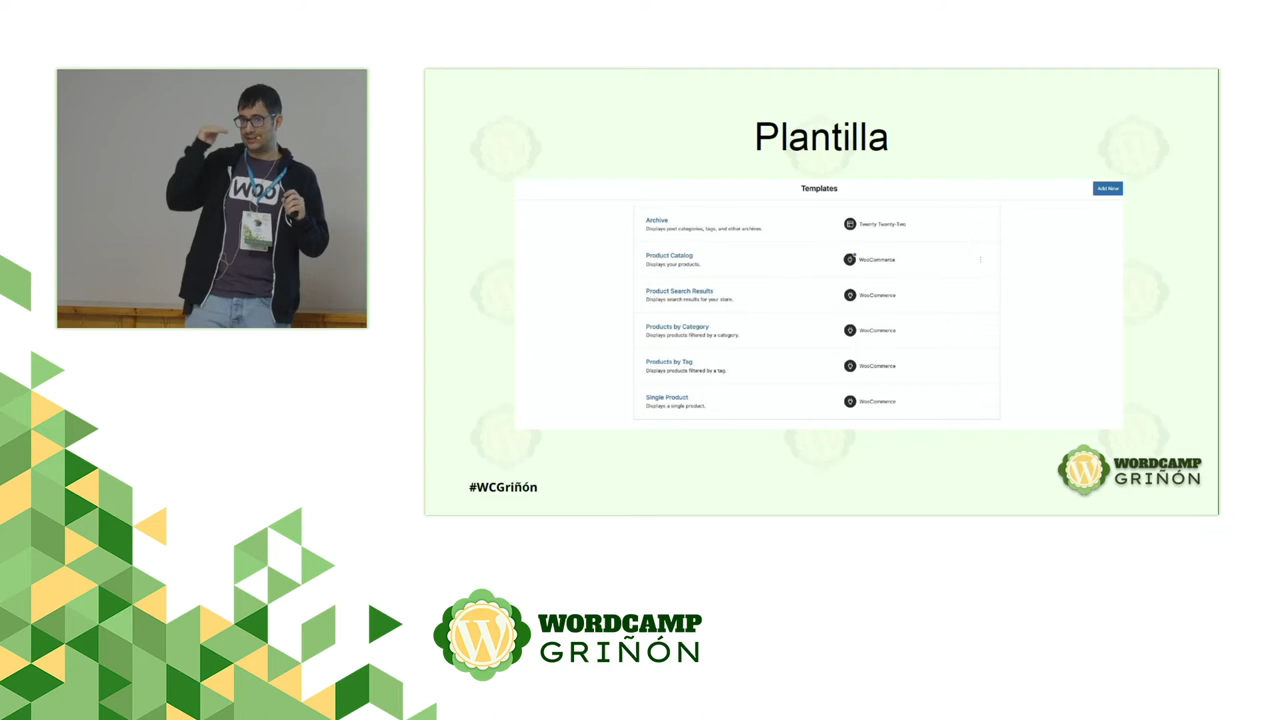 WOO
Plantilla
Templates
Add New
Archive
Displays post categories, tags, and other archives.
Twenty Twenty-Two
Product Catalog
Displays your products.
WooCommerce
Product Search Results
Displays search results for your store.
WooCommerce
Products by Category
Displays products filtered by a category.
WooCommerce
Products by Tag
Displays products filtered by a tag.
WooCommerce
Single Product
Displays a single product.
WooCommerce
#WCGriñón
WORDCAMP
GRIÑÓN
WORDCAMP
GRIÑÓN